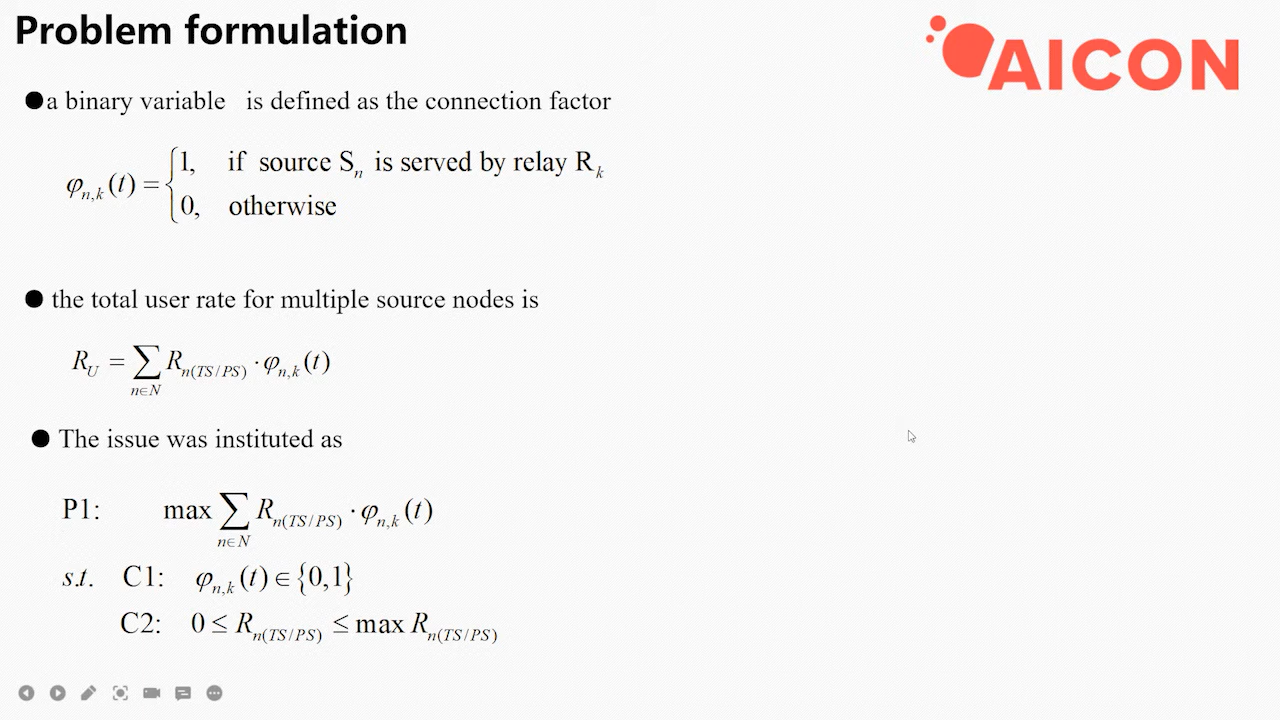 Problem formulation
AICON
●a binary variable is defined as the connection factor
φ_{n,k}(t) = { 1, if source S_n is served by relay R_k
0, otherwise
● the total user rate for multiple source nodes is
R_U = ∑_{n∈N} R_{n(TS/PS)} · φ_{n,k}(t)
● The issue was instituted as
P1: max ∑_{n∈N} R_{n(TS/PS)} · φ_{n,k}(t)
s.t. C1: φ_{n,k}(t) ∈ {0,1}
C2: 0 ≤ R_{n(TS/PS)} ≤ max R_{n(TS/PS)}